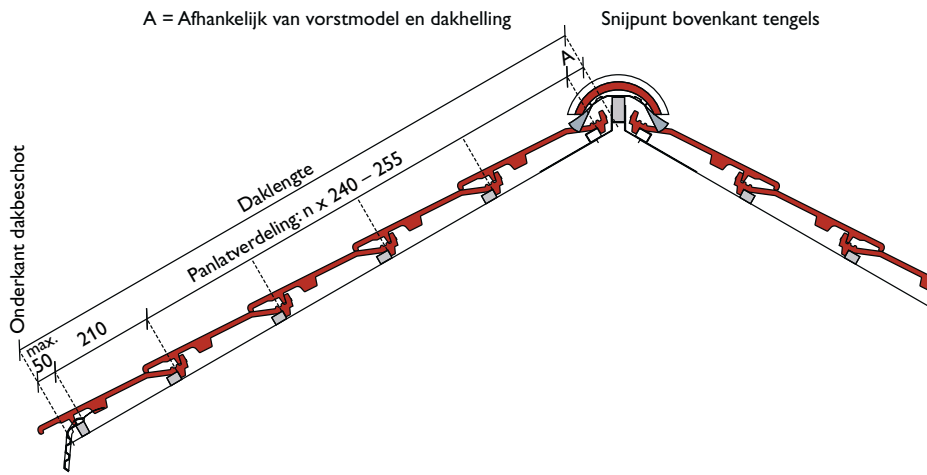 A = Afhankelijk van vorstmodel en dakhelling
Snijpunt bovenkant tengels
A
Daklengte
Panlatverdeling: n x 240 – 255
Onderkant dakbeschot
max.
50
210